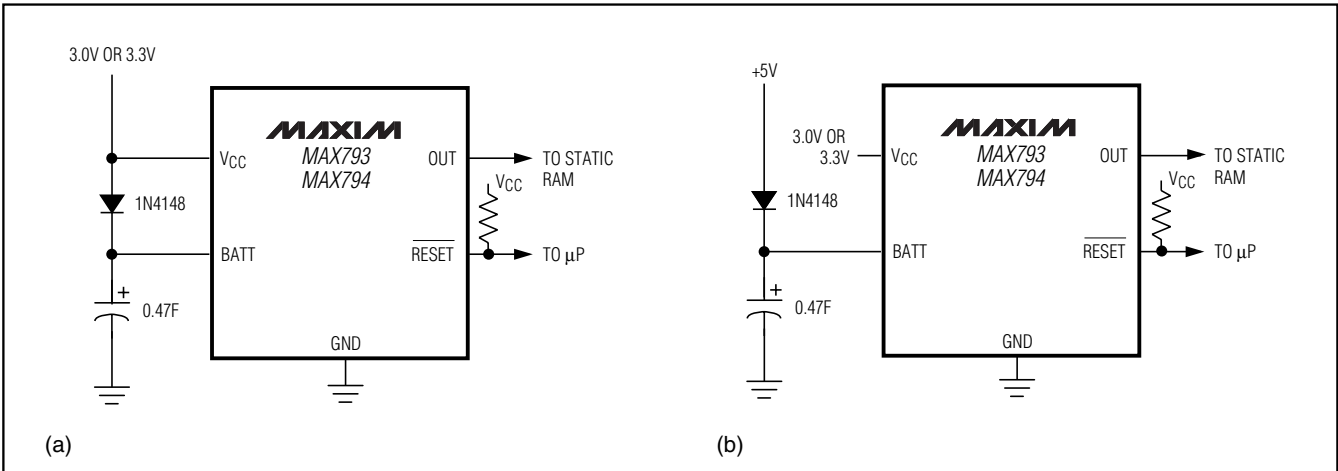 3.0V OR 3.3V
MAXIM
MAX793
MAX794
VCC
OUT
TO STATIC
RAM
VCC
1N4148
BATT
RESET
TO μP
+
0.47F
GND
(a)
+5V
3.0V OR
3.3V
MAXIM
MAX793
MAX794
VCC
OUT
TO STATIC
RAM
VCC
1N4148
BATT
RESET
TO μP
+
0.47F
GND
(b)